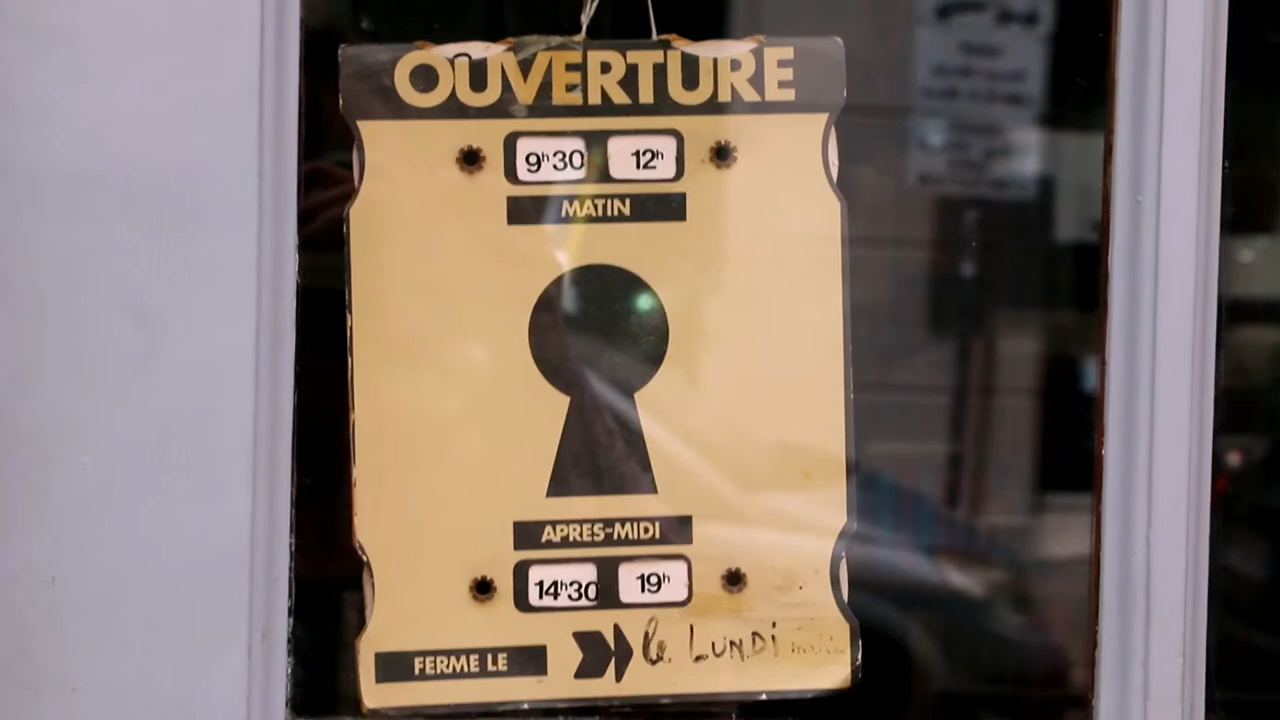 OUVERTURE
9h30 12h
MATIN
APRES-MIDI
14h30 19h
FERME LE le LUNDI